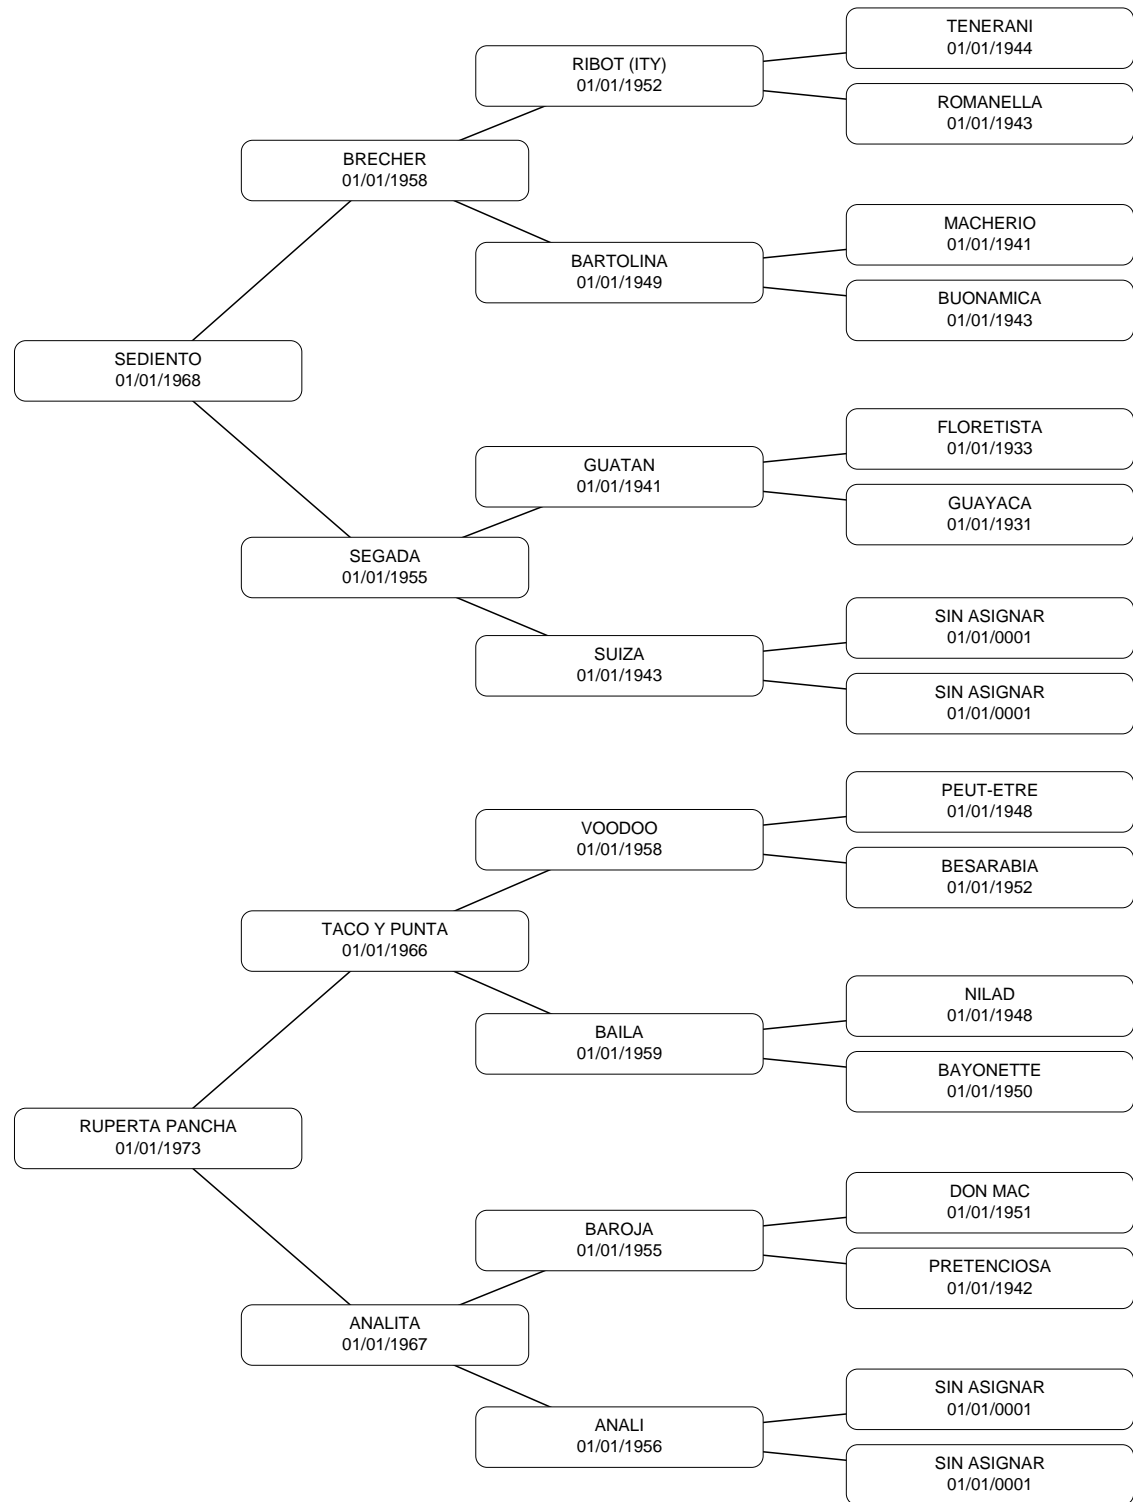 TENERANI
01/01/1944
RIBOT (ITY)
01/01/1952
ROMANELLA
01/01/1943
BRECHER
01/01/1958
MACHERIO
01/01/1941
BARTOLINA
01/01/1949
BUONAMICA
01/01/1943
SEDIENTO
01/01/1968
FLORETISTA
01/01/1933
GUATAN
01/01/1941
GUAYACA
01/01/1931
SEGADA
01/01/1955
SIN ASIGNAR
01/01/0001
SUIZA
01/01/1943
SIN ASIGNAR
01/01/0001
PEUT-ETRE
01/01/1948
VOODOO
01/01/1958
BESARABIA
01/01/1952
TACO Y PUNTA
01/01/1966
NILAD
01/01/1948
BAILA
01/01/1959
BAYONETTE
01/01/1950
RUPERTA PANCHA
01/01/1973
DON MAC
01/01/1951
BAROJA
01/01/1955
PRETENCIOSA
01/01/1942
ANALITA
01/01/1967
SIN ASIGNAR
01/01/0001
ANALI
01/01/1956
SIN ASIGNAR
01/01/0001